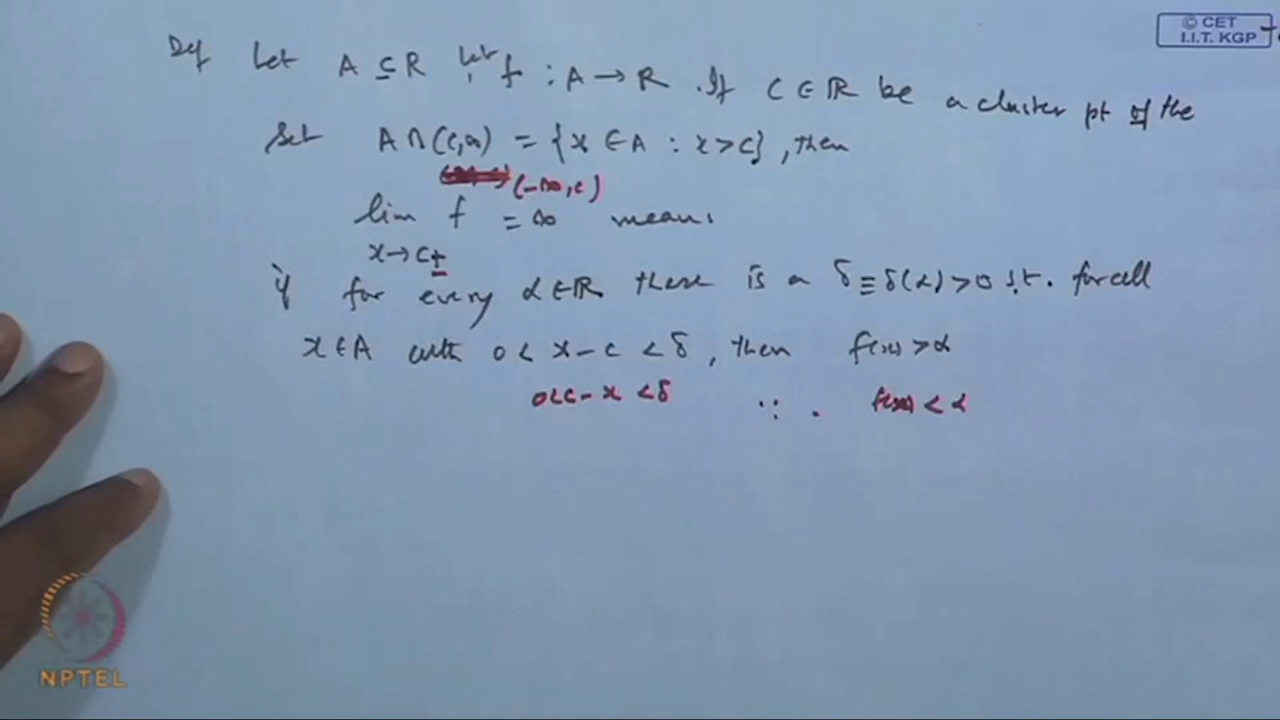 © CET
I.I.T. KGP
Def Let A ⊆ R, let f : A → R. If C ∈ ℝ be a cluster pt of the
set A ∩ (c, ∞) = {x ∈ A : x > c}, then
(-∞, c)
lim f = ∞ means
x → c+
if for every α ∈ ℝ there is a δ ≡ δ(α) > 0 s.t. for all
x ∈ A with 0 < x - c < δ, then f(x) > α
0 < c - x < δ f(x) < α
NPTEL